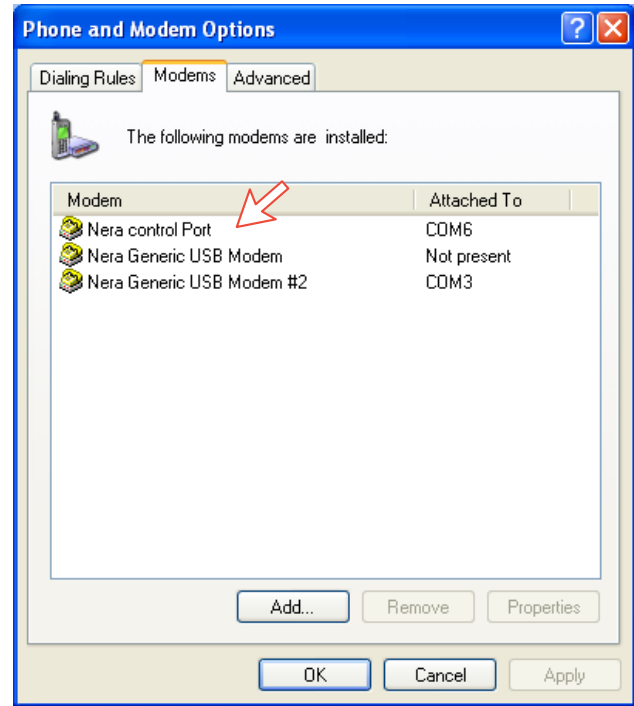 Phone and Modem Options
Dialing Rules Modems Advanced
The following modems are installed:
Modem Attached To
Nera control Port COM6
Nera Generic USB Modem Not present
Nera Generic USB Modem #2 COM3
Add... Remove Properties
OK Cancel Apply